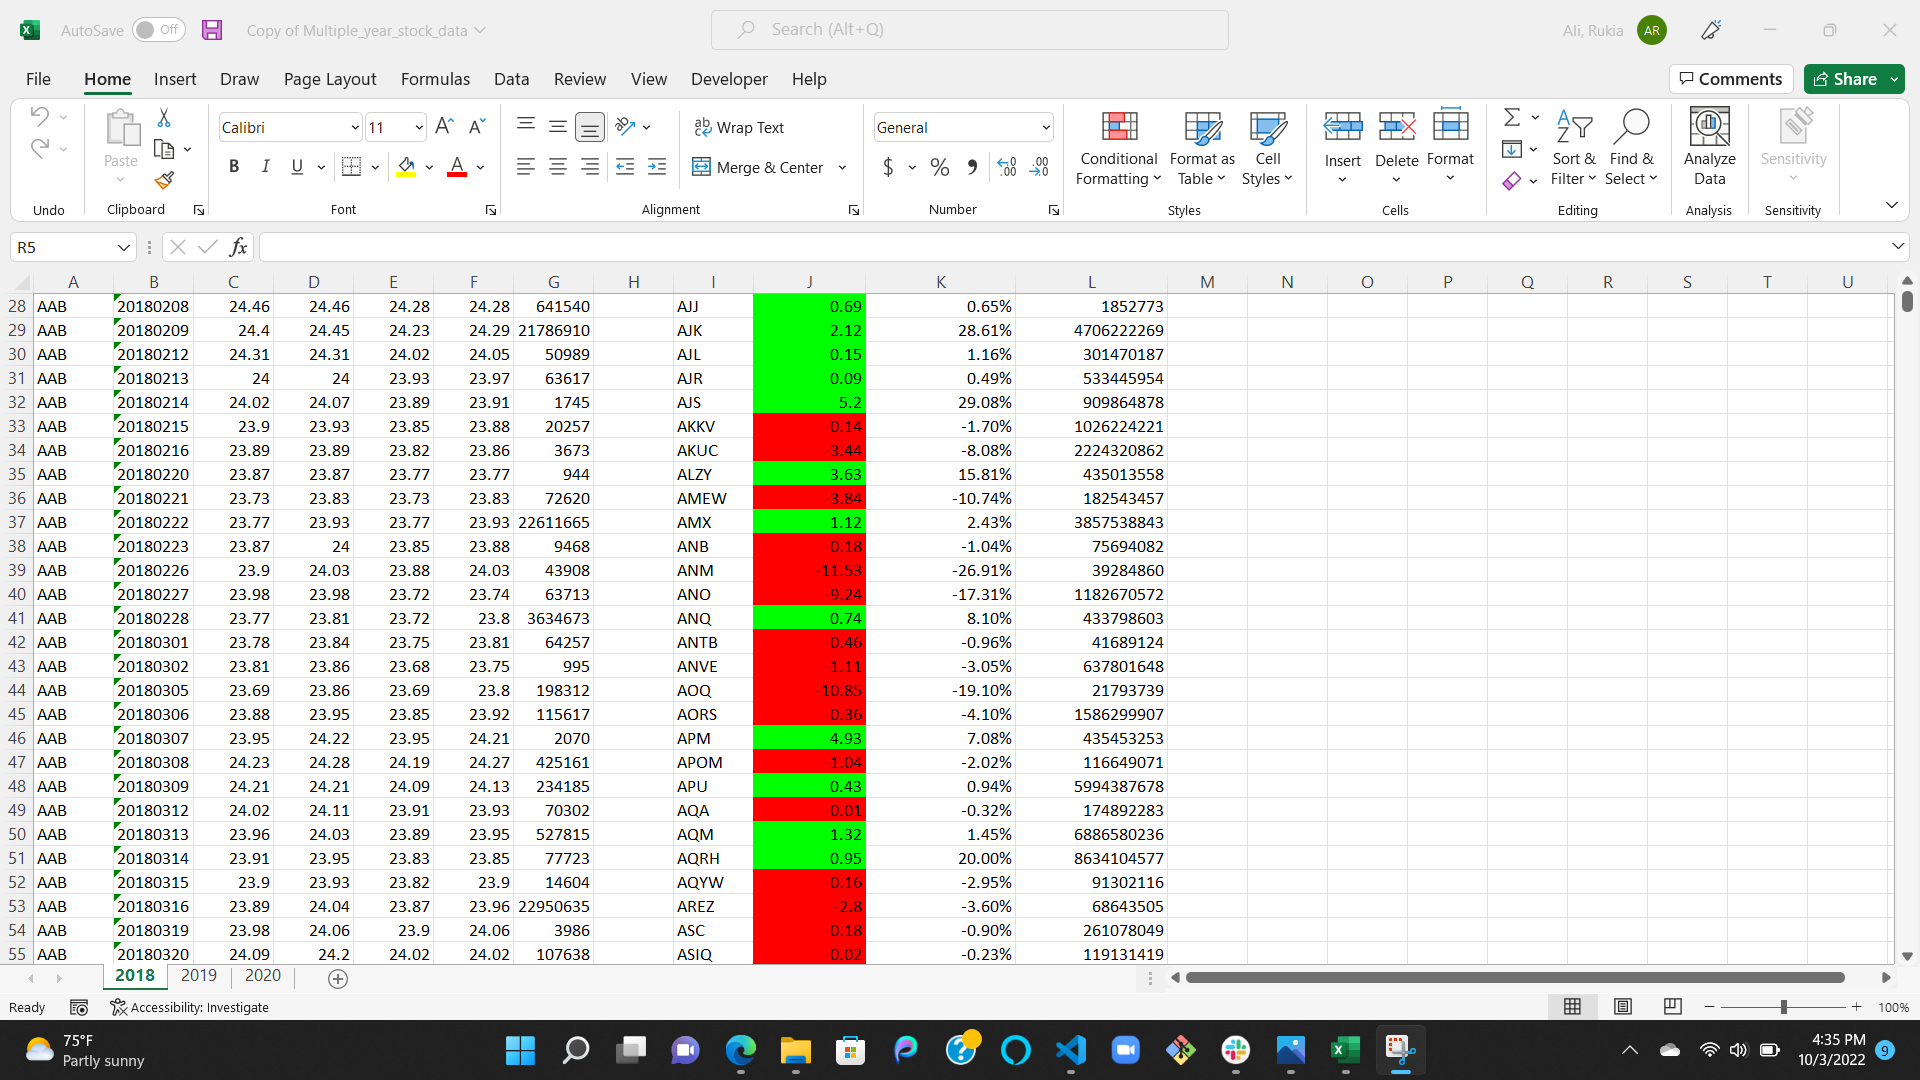 AutoSave Off Copy of Multiple_year_stock_data Search (Alt+Q) Ali, Rukia AR
File Home Insert Draw Page Layout Formulas Data Review View Developer Help Comments Share
Calibri 11 Wrap Text General
Paste B I U A Merge & Center $ % Conditional Formatting Format as Table Cell Styles Insert Delete Format Sort & Filter Find & Select Analyze Data Sensitivity
Undo Clipboard Font Alignment Number Styles Cells Editing Analysis Sensitivity
R5 fx
A B C D E F G H I J K L M N O P Q R S T U
28 AAB 20180208 24.46 24.46 24.28 24.28 641540 AJJ 0.69 0.65% 1852773
29 AAB 20180209 24.4 24.45 24.23 24.29 21786910 AJK 2.12 28.61% 4706222269
30 AAB 20180212 24.31 24.31 24.02 24.05 50989 AJL 0.15 1.16% 301470187
31 AAB 20180213 24 24 23.93 23.97 63617 AJR 0.09 0.49% 533445954
32 AAB 20180214 24.02 24.07 23.89 23.91 1745 AJS 5.2 29.08% 909864878
33 AAB 20180215 23.9 23.93 23.85 23.88 20257 AKKV -0.14 -1.70% 1026224221
34 AAB 20180216 23.89 23.89 23.82 23.86 3673 AKUC -3.44 -8.08% 2224320862
35 AAB 20180220 23.87 23.87 23.77 23.77 944 ALZY 3.63 15.81% 435013558
36 AAB 20180221 23.73 23.83 23.73 23.83 72620 AMEW -3.84 -10.74% 182543457
37 AAB 20180222 23.77 23.93 23.77 23.93 22611665 AMX 1.12 2.43% 3857538843
38 AAB 20180223 23.87 24 23.85 23.88 9468 ANB -0.18 -1.04% 75694082
39 AAB 20180226 23.9 24.03 23.88 24.03 43908 ANM -11.53 -26.91% 39284860
40 AAB 20180227 23.98 23.98 23.72 23.74 63713 ANO -9.24 -17.31% 1182670572
41 AAB 20180228 23.77 23.81 23.72 23.8 3634673 ANQ 0.74 8.10% 433798603
42 AAB 20180301 23.78 23.84 23.75 23.81 64257 ANTB -0.46 -0.96% 41689124
43 AAB 20180302 23.81 23.86 23.68 23.75 995 ANVE -1.11 -3.05% 637801648
44 AAB 20180305 23.69 23.86 23.69 23.8 198312 AOQ -10.85 -19.10% 21793739
45 AAB 20180306 23.88 23.95 23.85 23.92 115617 AORS -0.36 -4.10% 1586299907
46 AAB 20180307 23.95 24.22 23.95 24.21 2070 APM 4.93 7.08% 435453253
47 AAB 20180308 24.23 24.28 24.19 24.27 425161 APOM -1.04 -2.02% 116649071
48 AAB 20180309 24.21 24.21 24.09 24.13 234185 APU 0.43 0.94% 5994387678
49 AAB 20180312 24.02 24.11 23.91 23.93 70302 AQA -0.01 -0.32% 174892283
50 AAB 20180313 23.96 24.03 23.89 23.95 527815 AQM 1.32 1.45% 6886580236
51 AAB 20180314 23.91 23.95 23.83 23.85 77723 AQRH 0.95 20.00% 8634104577
52 AAB 20180315 23.9 23.93 23.82 23.9 14604 AQYW -0.16 -2.95% 91302116
53 AAB 20180316 23.89 24.04 23.87 23.96 22950635 AREZ -2.8 -3.60% 68643505
54 AAB 20180319 23.98 24.06 23.9 24.06 3986 ASC -0.18 -0.90% 261078049
55 AAB 20180320 24.09 24.2 24.02 24.02 107638 ASIQ -0.02 -0.23% 119131419
2018 2019 2020
Ready Accessibility: Investigate 100%
75°F
Partly sunny
4:35 PM
10/3/2022 9